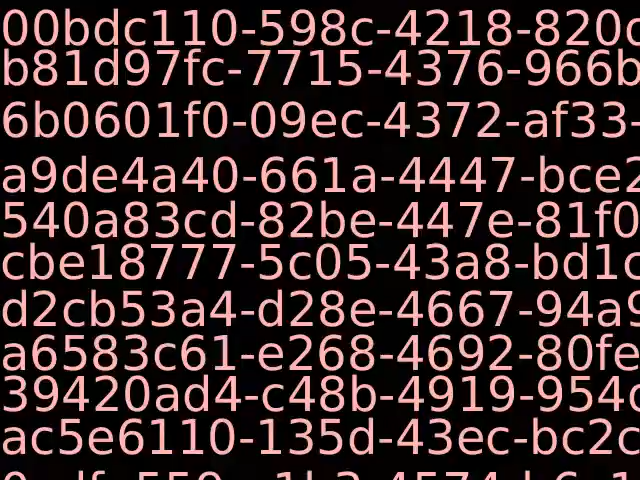 00bdc110-598c-4218-820c
b81d97fc-7715-4376-966b
6b0601f0-09ec-4372-af33-
a9de4a40-661a-4447-bce2
540a83cd-82be-447e-81f0
cbe18777-5c05-43a8-bd1c
d2cb53a4-d28e-4667-94a9
a6583c61-e268-4692-80fe
39420ad4-c48b-4919-954c
ac5e6110-135d-43ec-bc2c